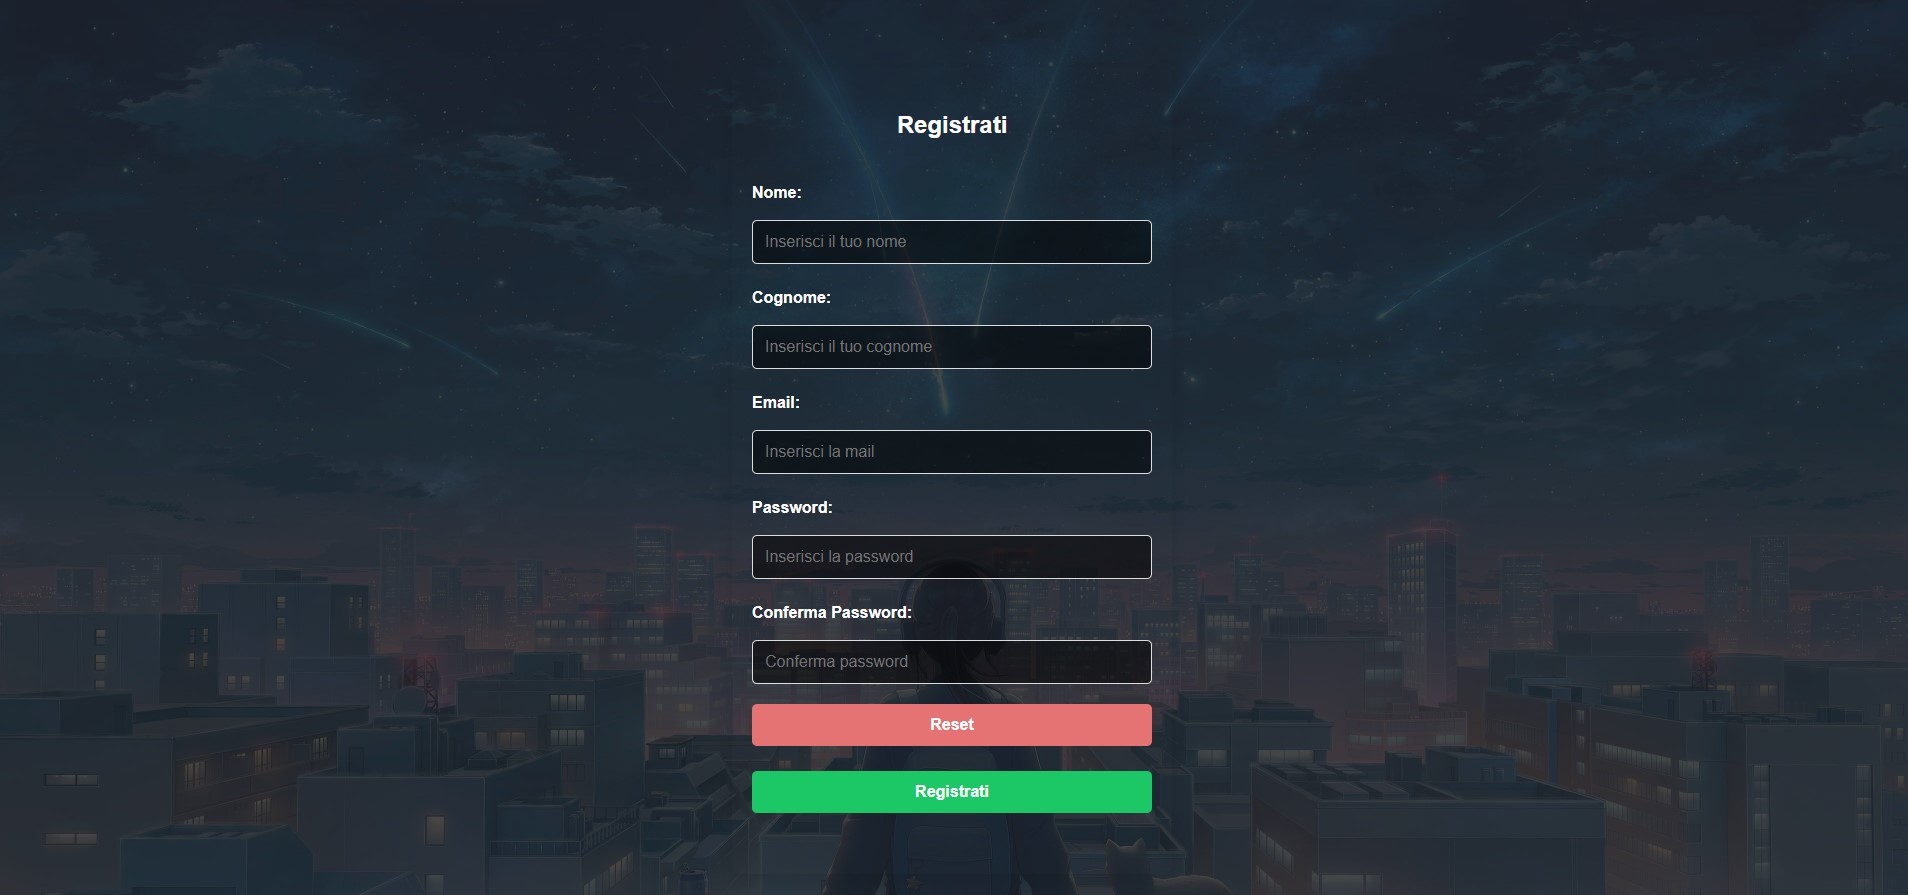 Registrati
Nome:
Inserisci il tuo nome
Cognome:
Inserisci il tuo cognome
Email:
Inserisci la mail
Password:
Inserisci la password
Conferma Password:
Conferma password
Reset
Registrati